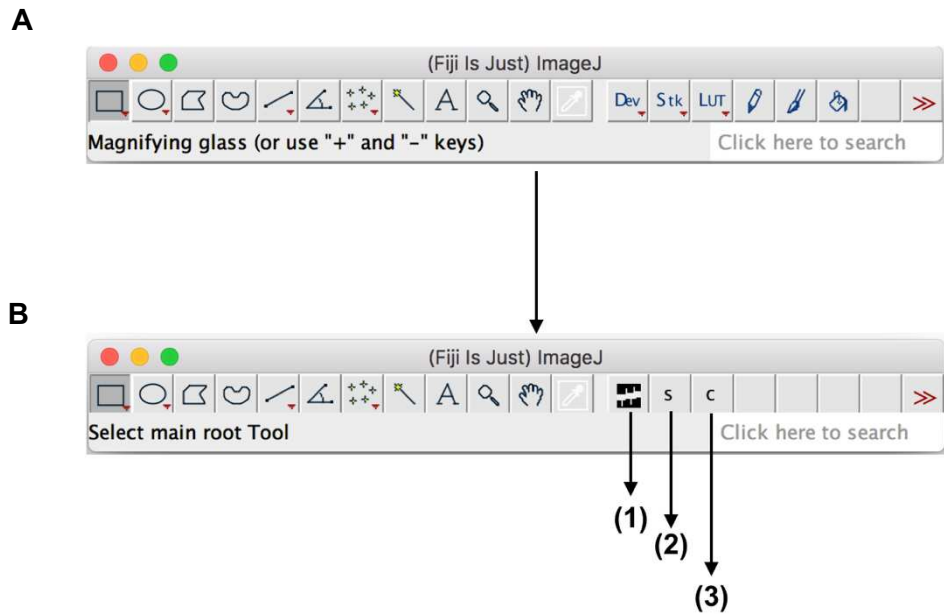 A
(Fiji Is Just) ImageJ
A Dev Stk LUT >>
Magnifying glass (or use "+" and "-" keys) Click here to search
B
(Fiji Is Just) ImageJ
A S C >>
Select main root Tool Click here to search
(1)
(2)
(3)